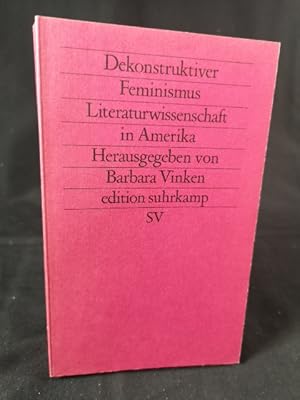 Dekonstruktiver
Feminismus
Literaturwissenschaft
in Amerika
Herausgegeben von
Barbara Vinken
edition suhrkamp
SV